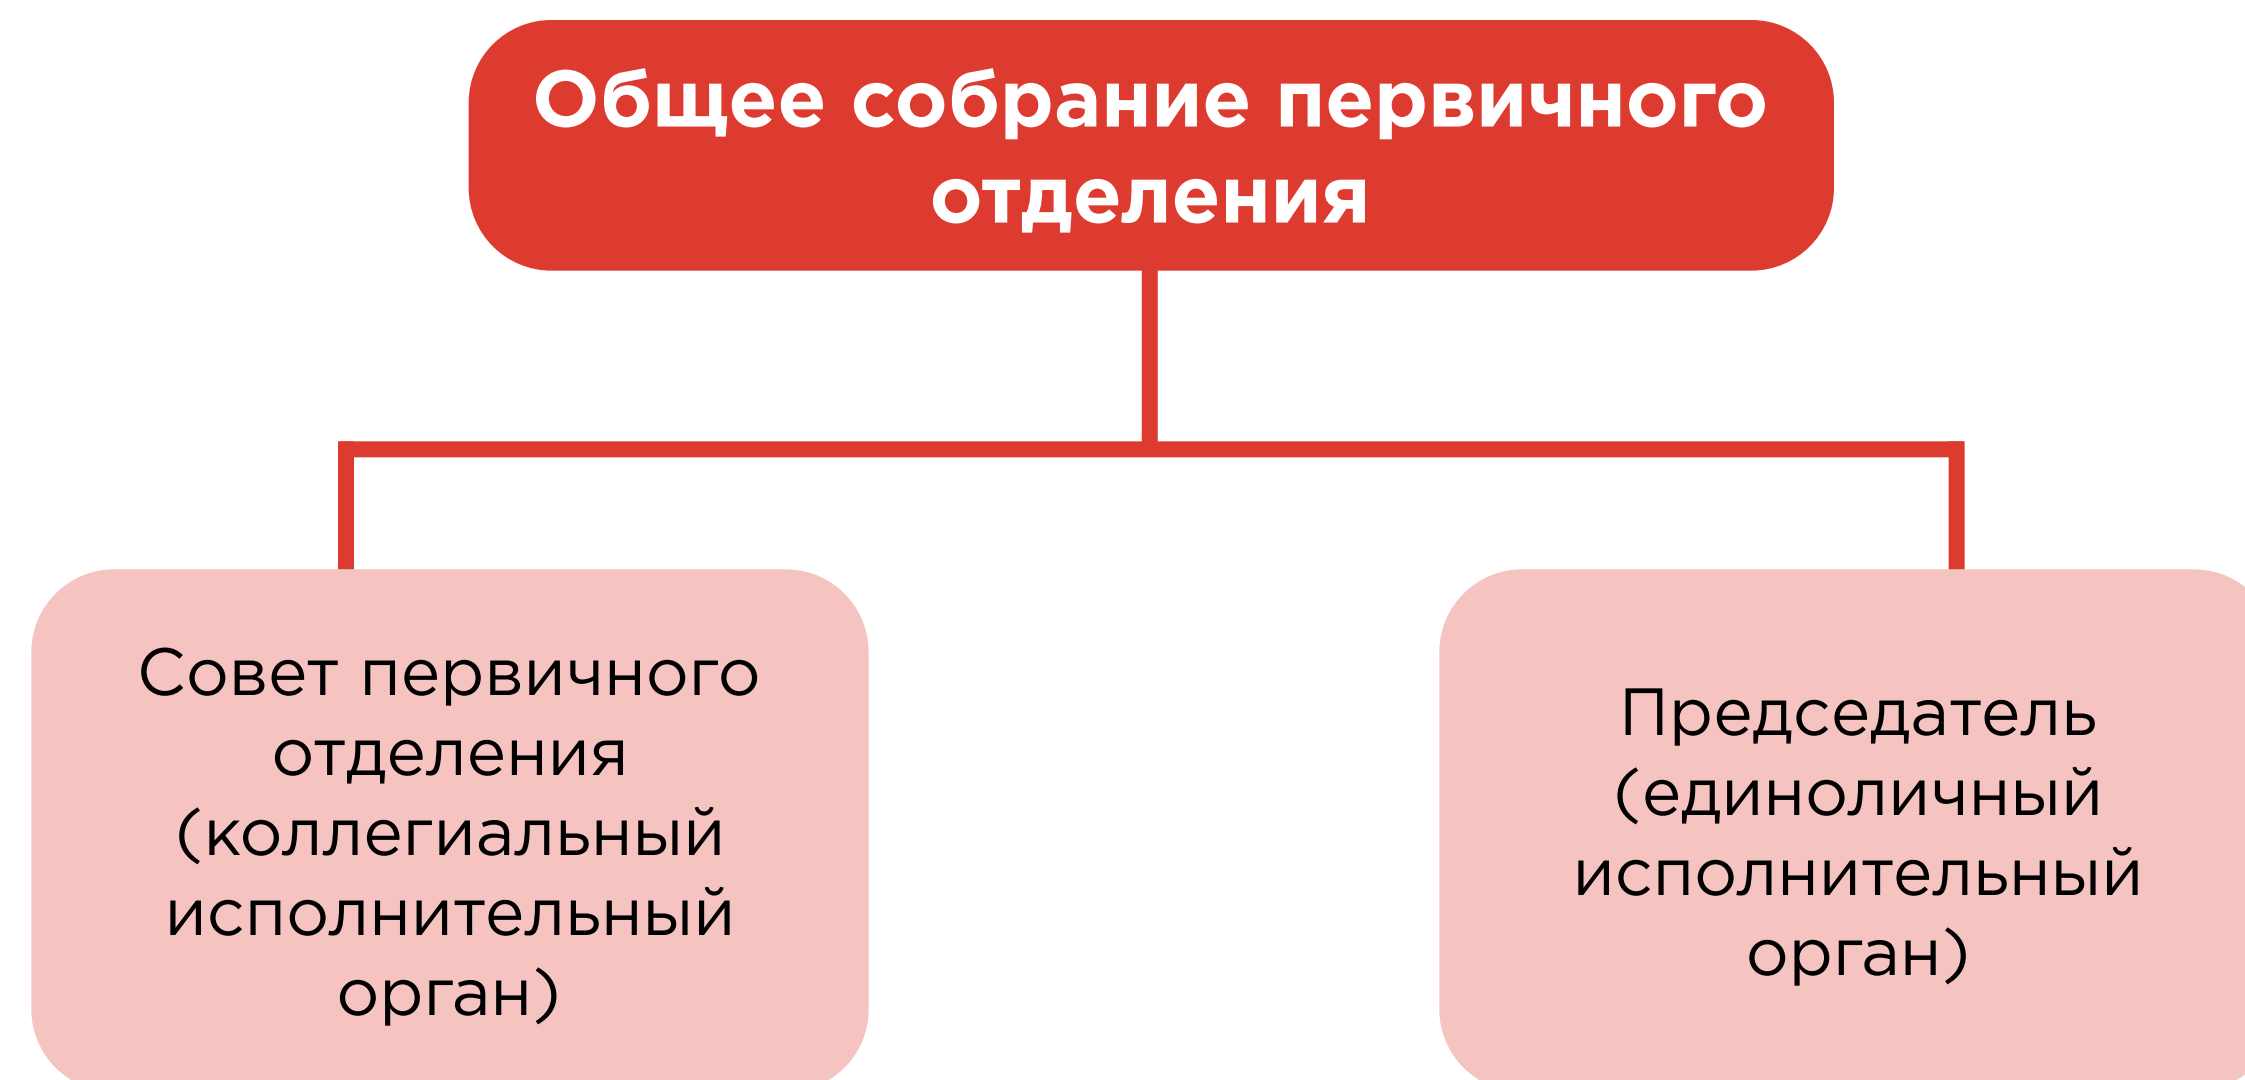 Общее собрание первичного
отделения
Совет первичного
отделения
(коллегиальный
исполнительный
орган)
Председатель
(единоличный
исполнительный
орган)